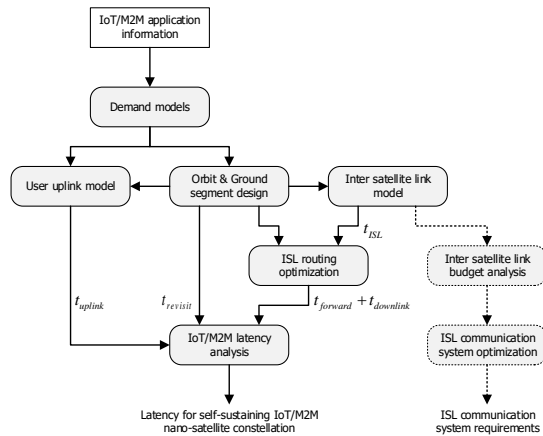 IoT/M2M application
information
Demand models
User uplink model
Orbit & Ground
segment design
Inter satellite link
model
t_ISL
ISL routing
optimization
Inter satellite link
budget analysis
t_uplink
t_revisit
t_forward + t_downlink
IoT/M2M latency
analysis
ISL communication
system optimization
Latency for self-sustaining IoT/M2M
nano-satellite constellation
ISL communication
system requirements